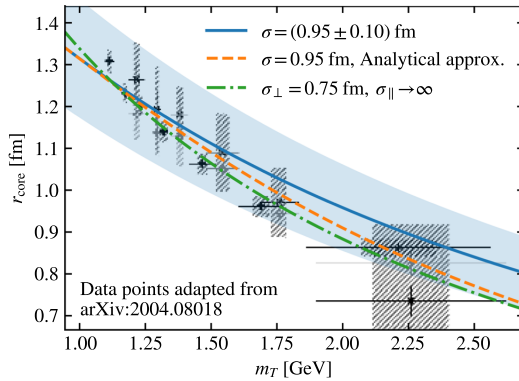 σ = (0.95 ± 0.10) fm
σ = 0.95 fm, Analytical approx.
σ⊥ = 0.75 fm, σ∥→∞
1.4
1.3
1.2
1.1
1.0
0.9
0.8
0.7
r_core [fm]
Data points adapted from
arXiv:2004.08018
1.00 1.25 1.50 1.75 2.00 2.25 2.50
m_T [GeV]